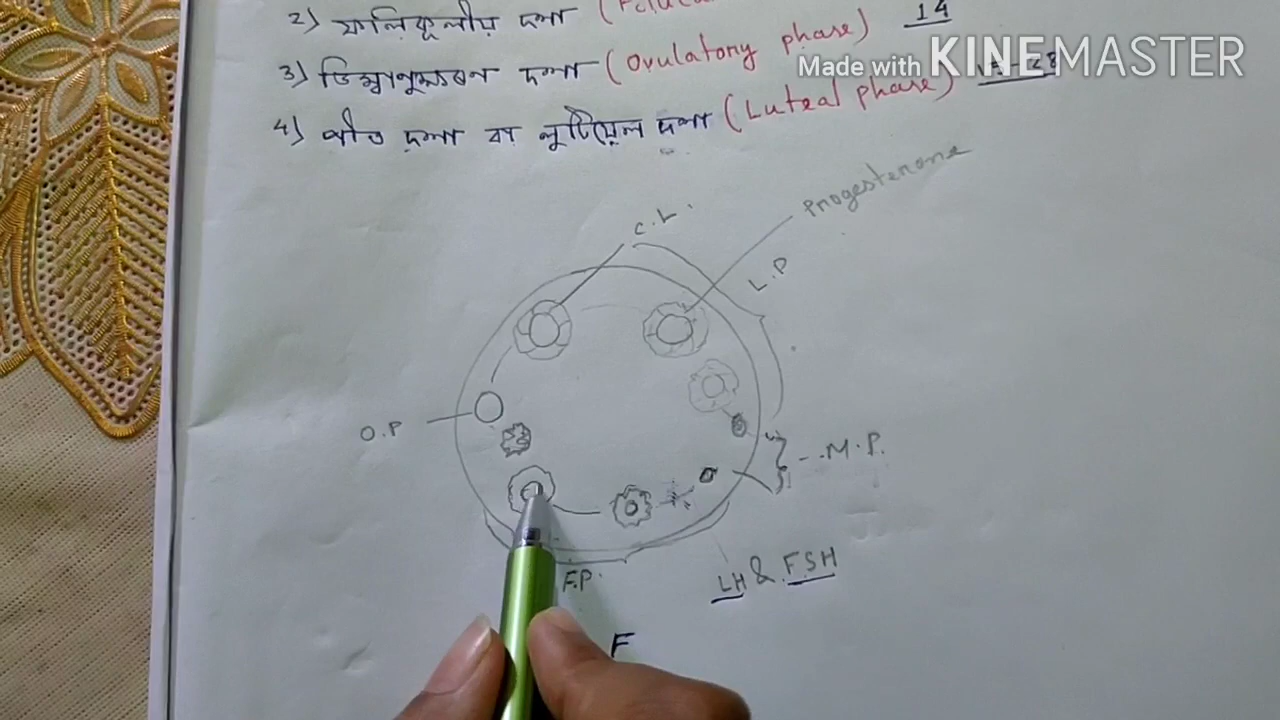 2) ফলিকুলীয় দশা (
3) ডিম্বাণুস্মৰণ দশা (Ovulatory phase) 14
4) পীত দশা বা লুটিয়েল দশা (Luteal phase)
Made with KINEMASTER
Progesterone
C.L.
L.P
O.P
M.P.
F.P.
LH & FSH
F